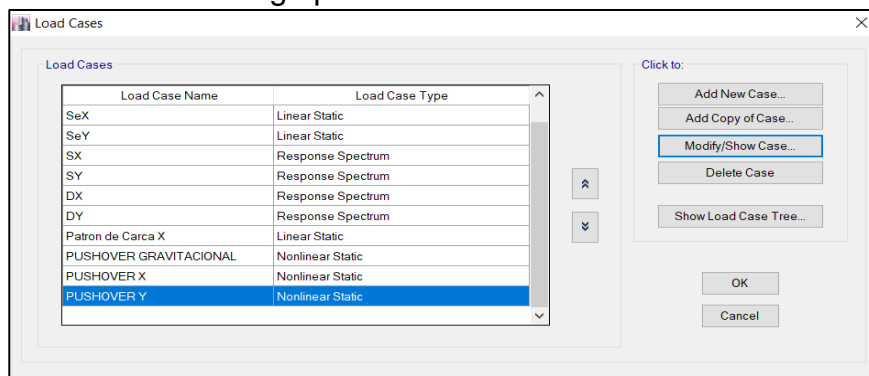 Load Cases
Load Cases
Click to:
Load Case Name Load Case Type
SeX Linear Static
SeY Linear Static
SX Response Spectrum
SY Response Spectrum
DX Response Spectrum
DY Response Spectrum
Patron de Carca X Linear Static
PUSHOVER GRAVITACIONAL Nonlinear Static
PUSHOVER X Nonlinear Static
PUSHOVER Y Nonlinear Static
Add New Case...
Add Copy of Case...
Modify/Show Case...
Delete Case
Show Load Case Tree...
OK
Cancel